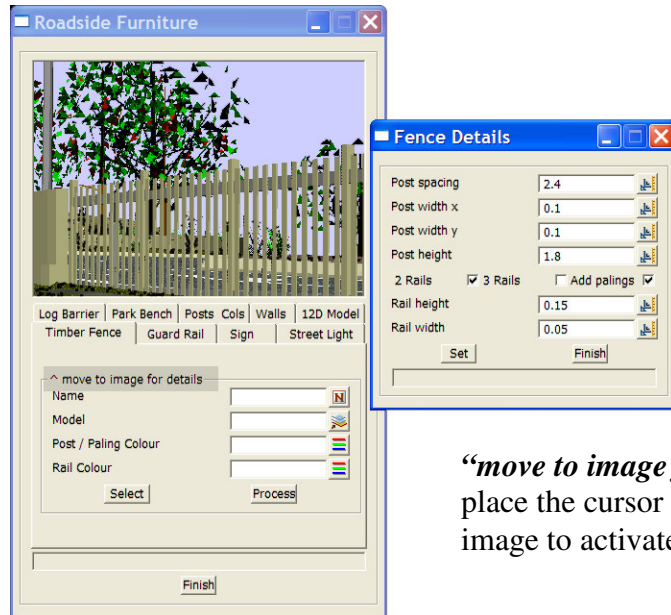 Roadside Furniture
Log Barrier Park Bench Posts Cols Walls 12D Model
Timber Fence Guard Rail Sign Street Light
^ move to image for details
Name
N
Model
Post / Paling Colour
Rail Colour
Select Process
Finish
Fence Details
Post spacing 2.4
Post width x 0.1
Post width y 0.1
Post height 1.8
2 Rails 3 Rails Add palings
Rail height 0.15
Rail width 0.05
Set Finish
“move to image
place the cursor
image to activate